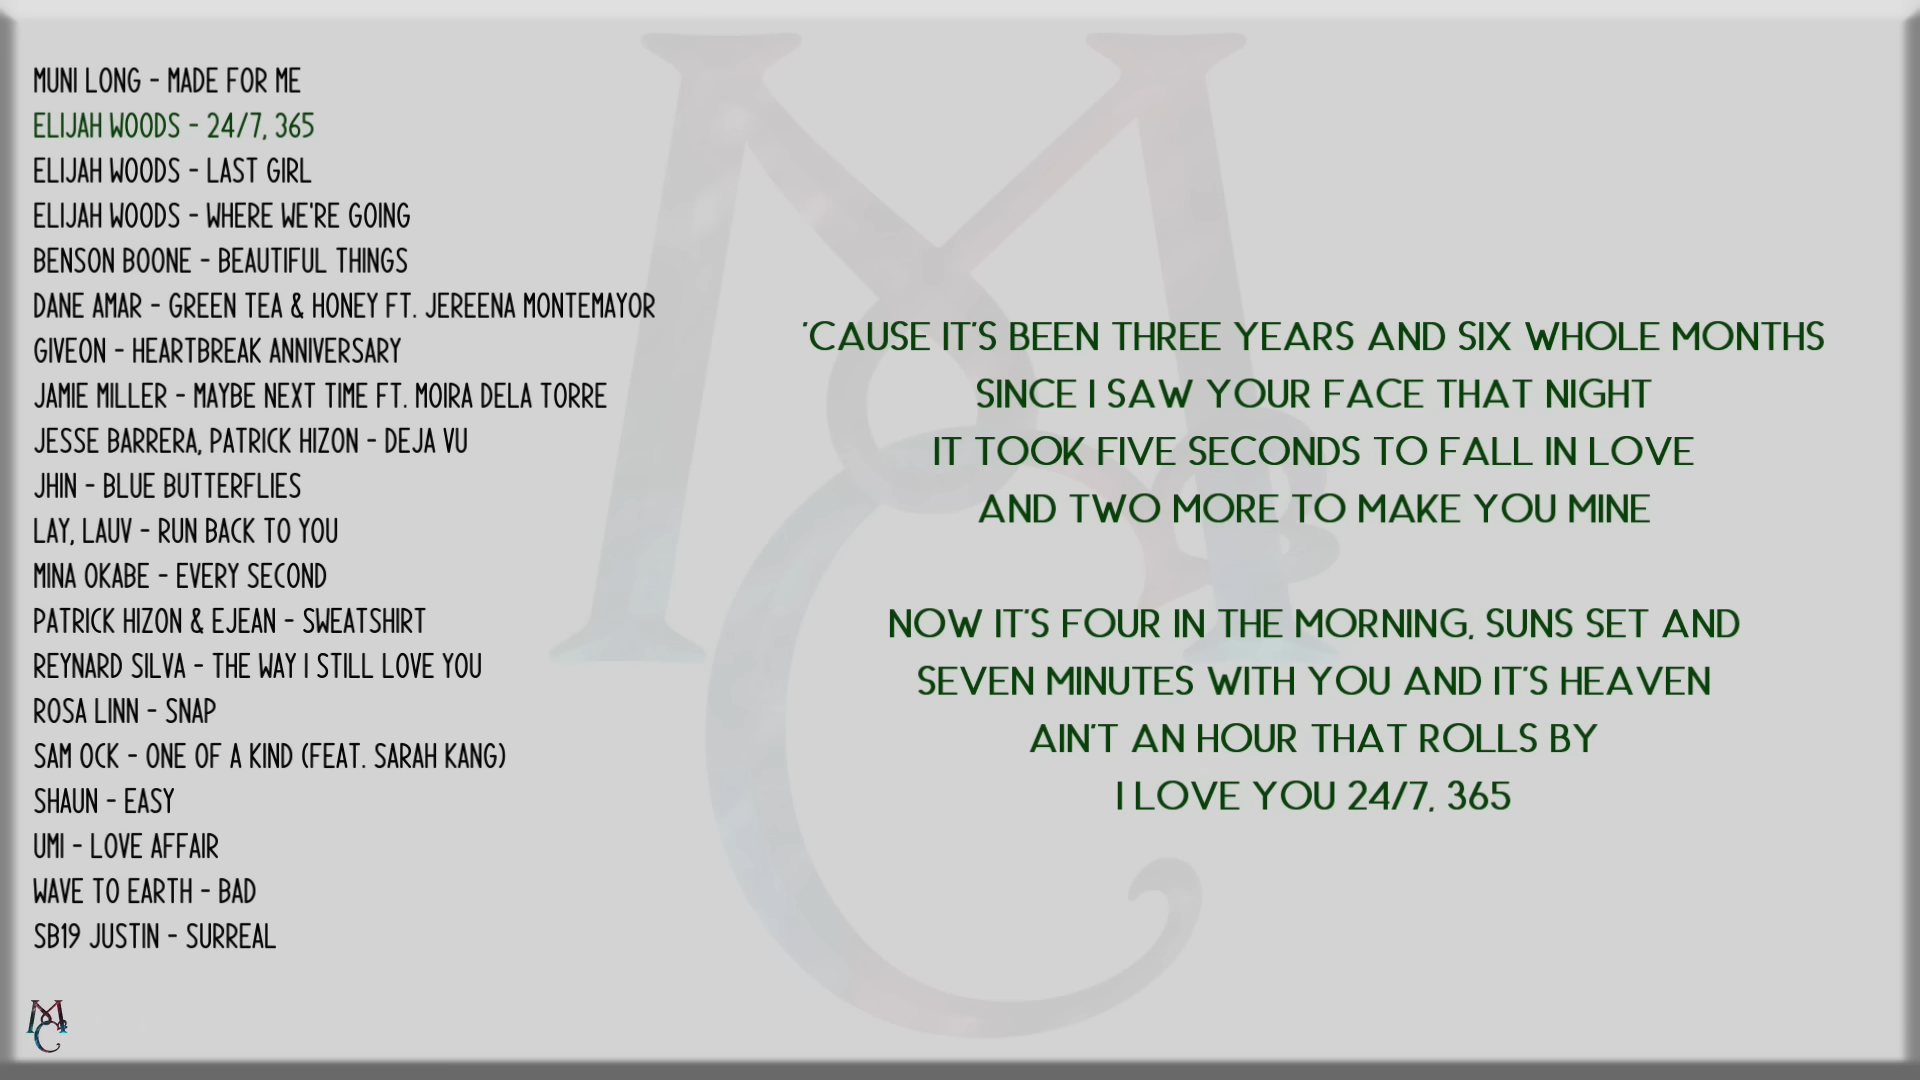 MUNI LONG - MADE FOR ME
ELIJAH WOODS - 24/7, 365
ELIJAH WOODS - LAST GIRL
ELIJAH WOODS - WHERE WE'RE GOING
BENSON BOONE - BEAUTIFUL THINGS
DANE AMAR - GREEN TEA & HONEY FT. JEREENA MONTEMAYOR
GIVEON - HEARTBREAK ANNIVERSARY
JAMIE MILLER - MAYBE NEXT TIME FT. MOIRA DELA TORRE
JESSE BARRERA, PATRICK HIZON - DEJA VU
JHIN - BLUE BUTTERFLIES
LAY, LAUV - RUN BACK TO YOU
MINA OKABE - EVERY SECOND
PATRICK HIZON & EJEAN - SWEATSHIRT
REYNARD SILVA - THE WAY I STILL LOVE YOU
ROSA LINN - SNAP
SAM OCK - ONE OF A KIND (FEAT. SARAH KANG)
SHAUN - EASY
UMI - LOVE AFFAIR
WAVE TO EARTH - BAD
SB19 JUSTIN - SURREAL
'CAUSE IT'S BEEN THREE YEARS AND SIX WHOLE MONTHS
SINCE I SAW YOUR FACE THAT NIGHT
IT TOOK FIVE SECONDS TO FALL IN LOVE
AND TWO MORE TO MAKE YOU MINE
NOW IT'S FOUR IN THE MORNING, SUNS SET AND
SEVEN MINUTES WITH YOU AND IT'S HEAVEN
AIN'T AN HOUR THAT ROLLS BY
I LOVE YOU 24/7, 365